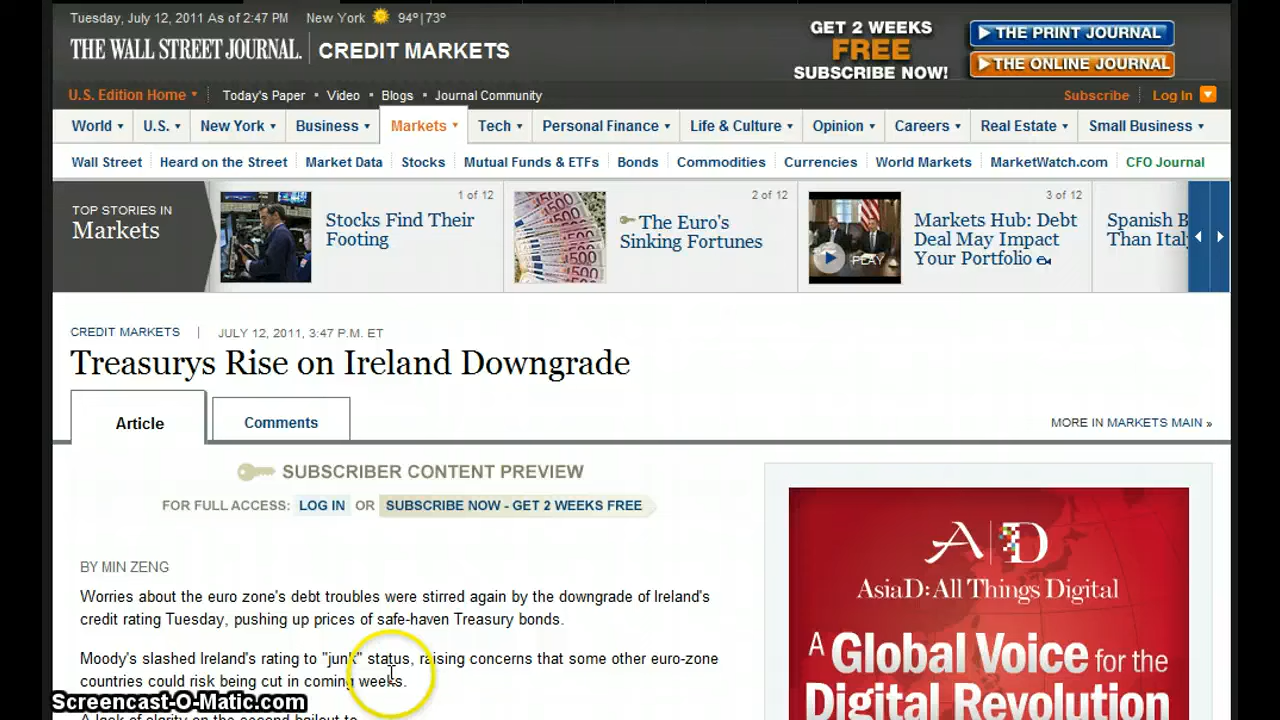 Tuesday, July 12, 2011 As of 2:47 PM New York 94º|73º
THE WALL STREET JOURNAL. CREDIT MARKETS
GET 2 WEEKS
FREE
SUBSCRIBE NOW!
THE PRINT JOURNAL
THE ONLINE JOURNAL
U.S. Edition Home Today's Paper • Video • Blogs • Journal Community
Subscribe Log In
World U.S. New York Business Markets Tech Personal Finance Life & Culture Opinion Careers Real Estate Small Business
Wall Street Heard on the Street Market Data Stocks Mutual Funds & ETFs Bonds Commodities Currencies World Markets MarketWatch.com CFO Journal
TOP STORIES IN
Markets
1 of 12
Stocks Find Their
Footing
2 of 12
The Euro's
Sinking Fortunes
3 of 12
Markets Hub: Debt
Deal May Impact
Your Portfolio
PLAY
Spanish B
Than Ital
CREDIT MARKETS | JULY 12, 2011, 3:47 P.M. ET
Treasurys Rise on Ireland Downgrade
Article Comments
MORE IN MARKETS MAIN »
SUBSCRIBER CONTENT PREVIEW
FOR FULL ACCESS: LOG IN OR SUBSCRIBE NOW - GET 2 WEEKS FREE
BY MIN ZENG
Worries about the euro zone's debt troubles were stirred again by the downgrade of Ireland's
credit rating Tuesday, pushing up prices of safe-haven Treasury bonds.
Moody's slashed Ireland's rating to "junk" status, raising concerns that some other euro-zone
countries could risk being cut in coming weeks.
A lack of clarity on the second bailout to
Screencast-O-Matic.com
A|D
AsiaD: All Things Digital
A Global Voice for the
Digital Revolution